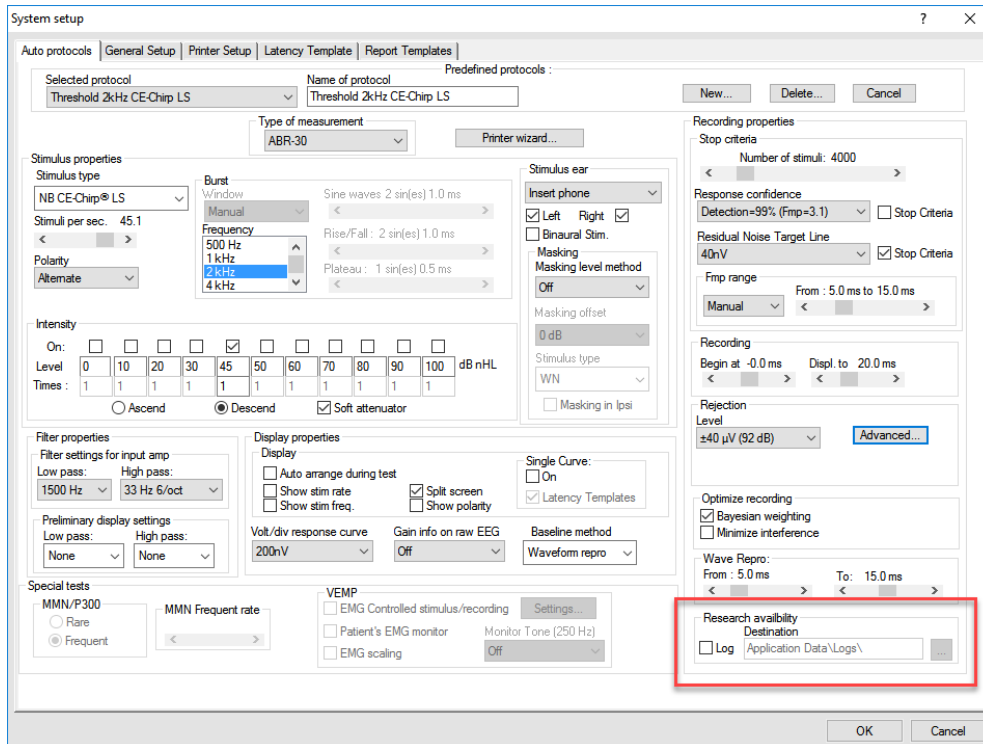 System setup
? X
Auto protocols General Setup Printer Setup Latency Template Report Templates
Predefined protocols :
Selected protocol
Threshold 2kHz CE-Chirp LS
Name of protocol
Threshold 2kHz CE-Chirp LS
New... Delete... Cancel
Type of measurement
ABR-30
Printer wizard...
Stimulus properties
Stimulus type
NB CE-Chirp® LS
Stimuli per sec. 45.1
Polarity
Alternate
Burst
Window
Manual
Frequency
500 Hz
1 kHz
2 kHz
4 kHz
Sine waves 2 sin(es) 1.0 ms
Rise/Fall : 2 sin(es) 1.0 ms
Plateau : 1 sin(es) 0.5 ms
Stimulus ear
Insert phone
Left Right
Binaural Stim.
Masking
Masking level method
Off
Masking offset
0 dB
Stimulus type
WN
Masking in Ipsi
Intensity
On:
Level 0 10 20 30 45 50 60 70 80 90 100 dB nHL
Times : 1 1 1 1 1 1 1 1 1 1 1
Ascend Descend Soft attenuator
Filter properties
Filter settings for input amp
Low pass: High pass:
1500 Hz 33 Hz 6/oct
Preliminary display settings
Low pass: High pass:
None None
Display properties
Display
Auto arrange during test
Show stim rate Split screen
Show stim freq. Show polarity
Single Curve:
On
Latency Templates
Volt/div response curve
200nV
Gain info on raw EEG
Off
Baseline method
Waveform repro
Special tests
MMN/P300
Rare
Frequent
MMN Frequent rate
VEMP
EMG Controlled stimulus/recording Settings...
Patient's EMG monitor Monitor Tone (250 Hz)
EMG scaling Off
Recording properties
Stop criteria
Number of stimuli: 4000
Response confidence
Detection=99% (Fmp=3.1) Stop Criteria
Residual Noise Target Line
40nV Stop Criteria
Fmp range
Manual From : 5.0 ms to 15.0 ms
Recording
Begin at -0.0 ms Displ. to 20.0 ms
Rejection
Level
±40 µV (92 dB) Advanced...
Optimize recording
Bayesian weighting
Minimize interference
Wave Repro:
From : 5.0 ms To: 15.0 ms
Research availbility
Destination
Log Application Data\Logs\ ...
OK Cancel